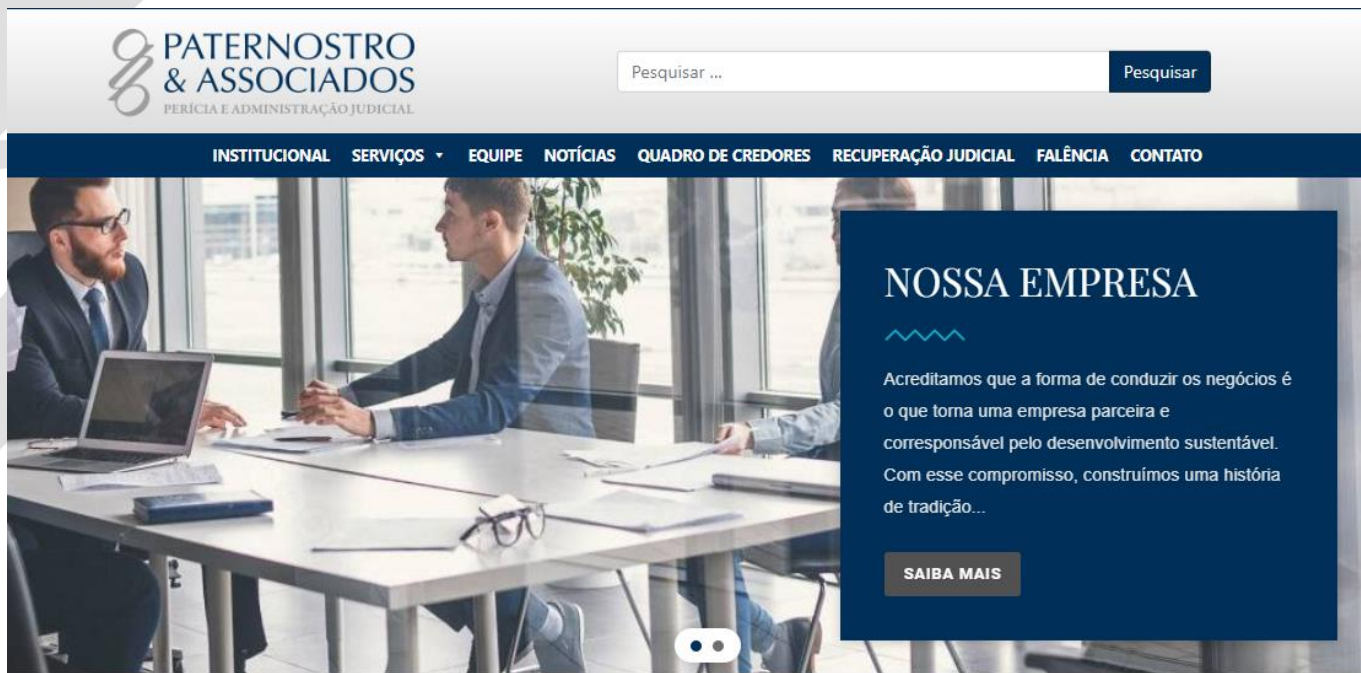 PATERNOSTRO
& ASSOCIADOS
PERÍCIA E ADMINISTRAÇÃO JUDICIAL
Pesquisar ...
Pesquisar
INSTITUCIONAL SERVIÇOS EQUIPE NOTÍCIAS QUADRO DE CREDORES RECUPERAÇÃO JUDICIAL FALÊNCIA CONTATO
NOSSA EMPRESA
Acreditamos que a forma de conduzir os negócios é
o que torna uma empresa parceira e
corresponsável pelo desenvolvimento sustentável.
Com esse compromisso, construímos uma história
de tradição...
SAIBA MAIS